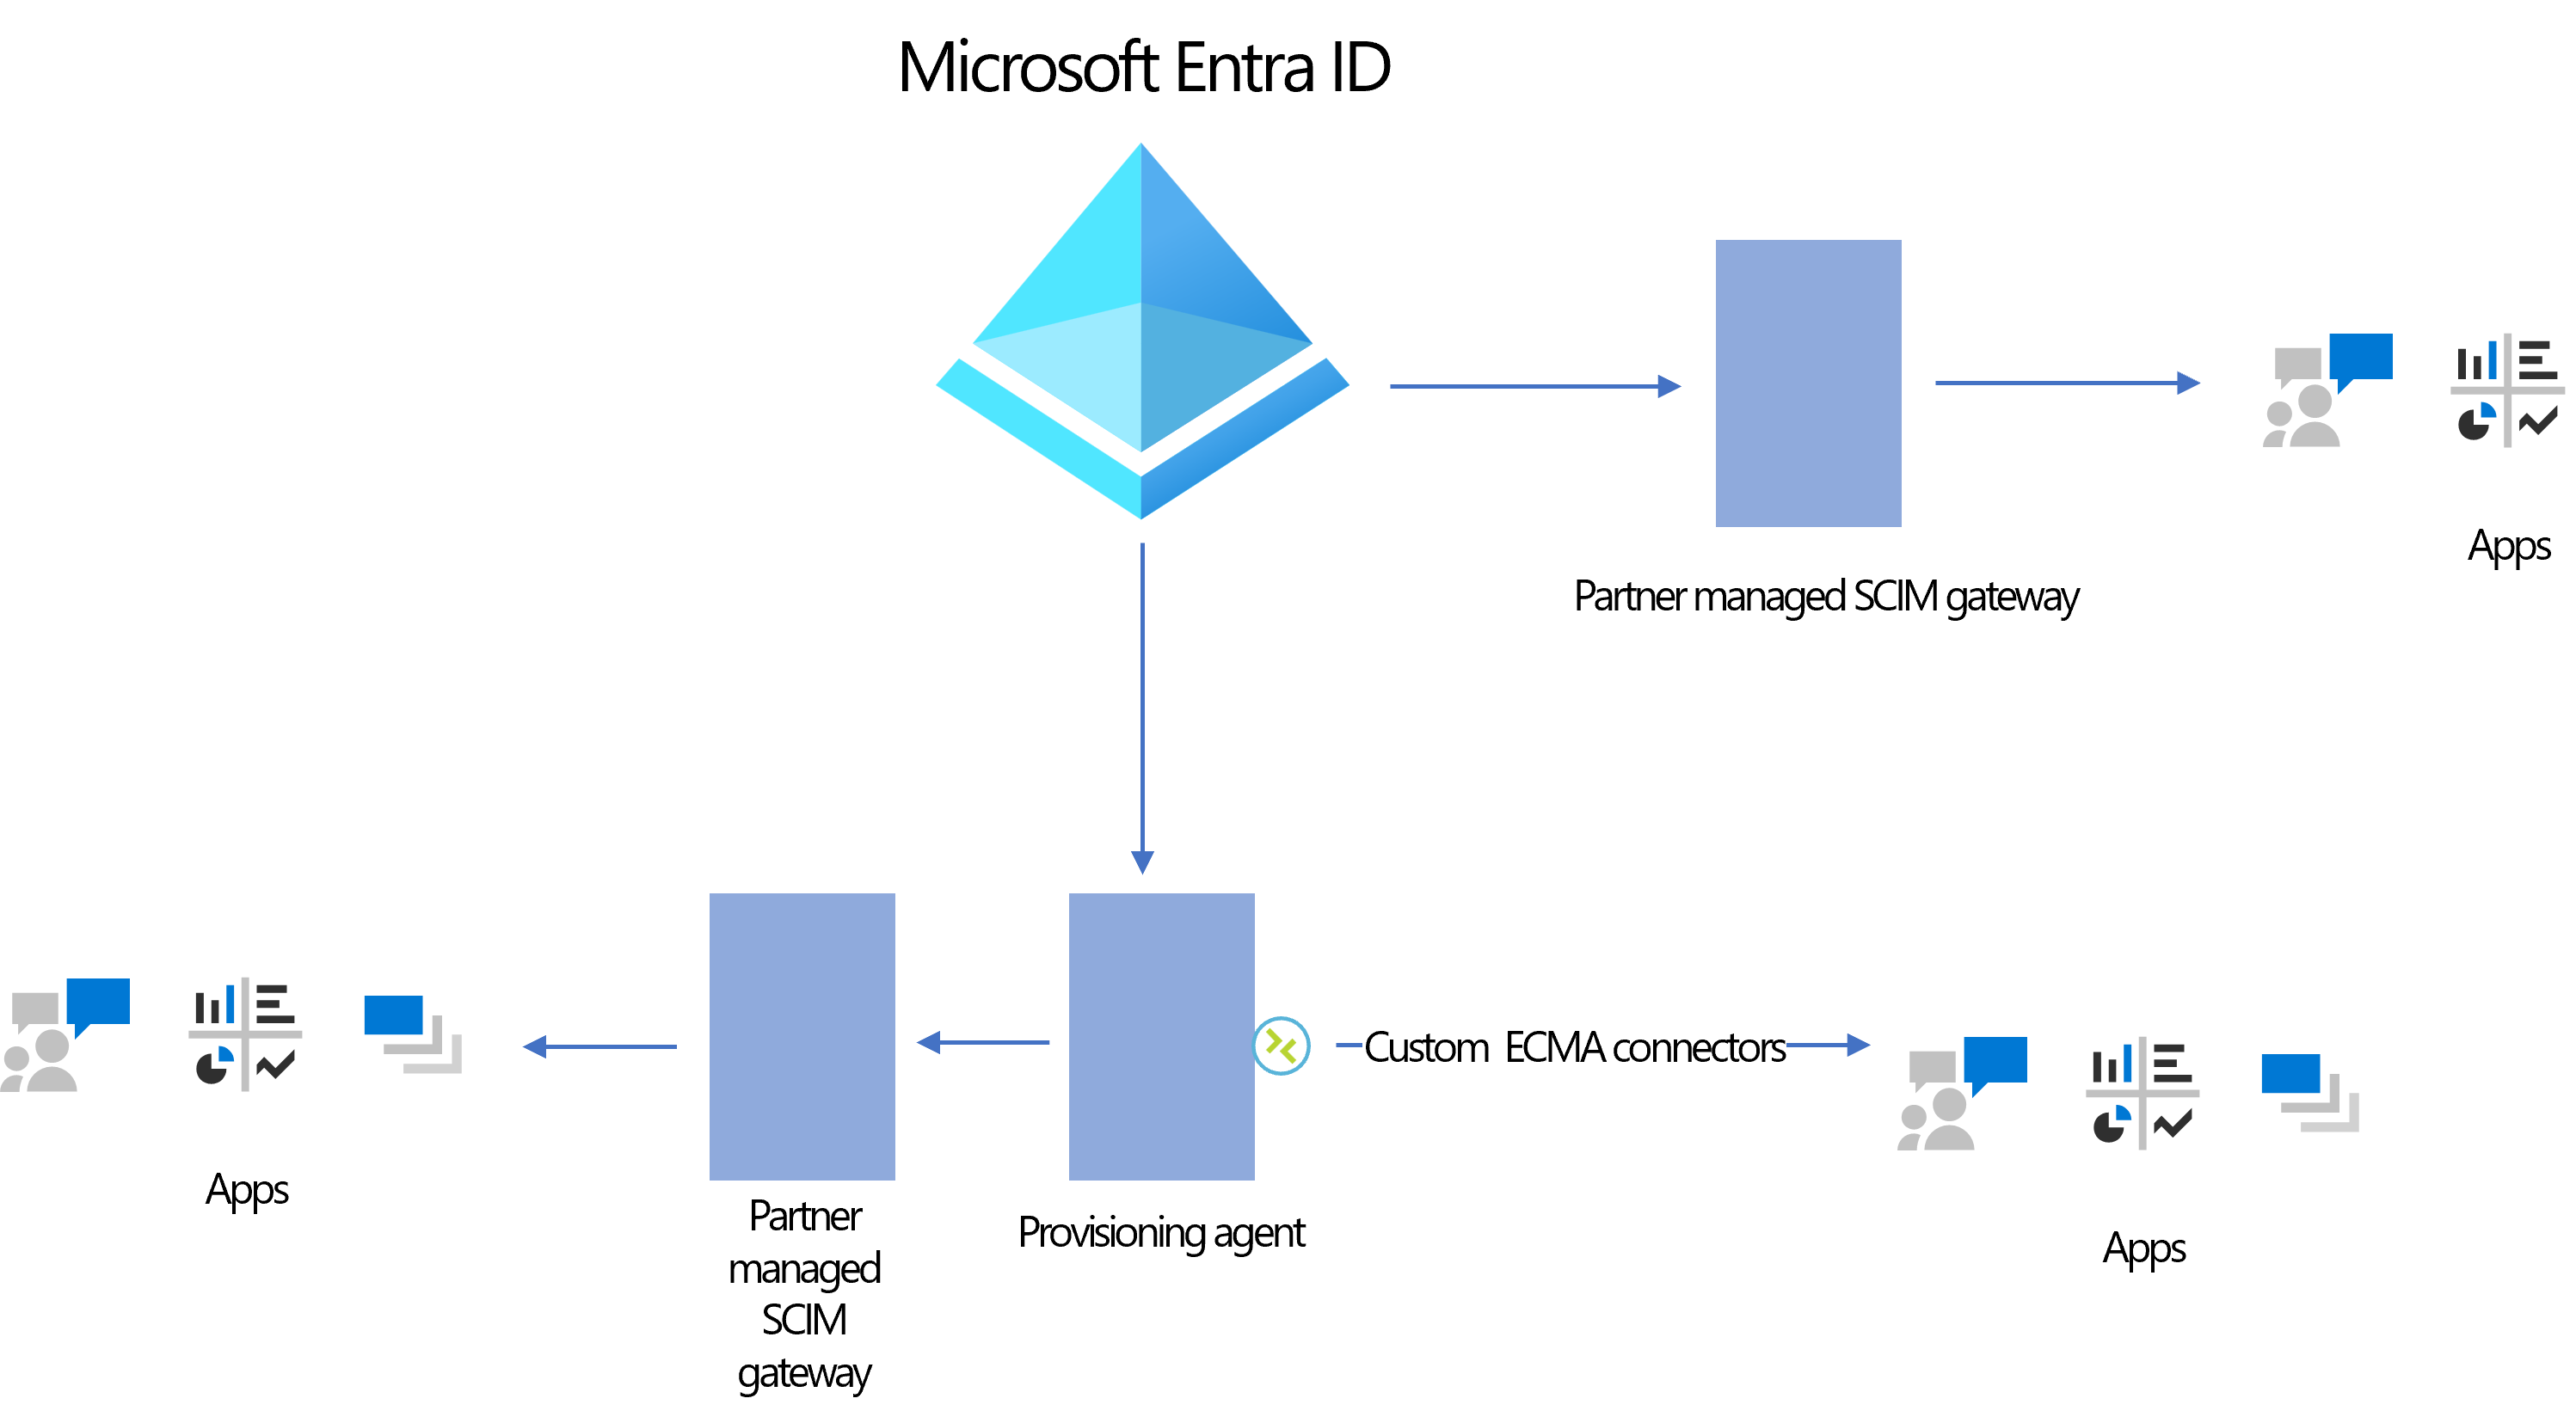 Microsoft Entra ID
Apps
Partner managed SCIM gateway
Custom ECMA connectors
Apps
Partner
managed
SCIM
gateway
Provisioning agent
Apps